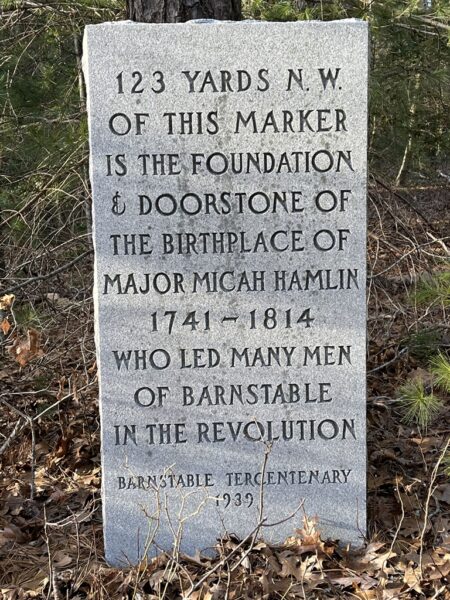 123 YARDS N.W.
OF THIS MARKER
IS THE FOUNDATION
& DOORSTONE OF
THE BIRTHPLACE OF
MAJOR MICAH HAMLIN
1741 – 1814
WHO LED MANY MEN
OF BARNSTABLE
IN THE REVOLUTION
BARNSTABLE TERCENTENARY
1939